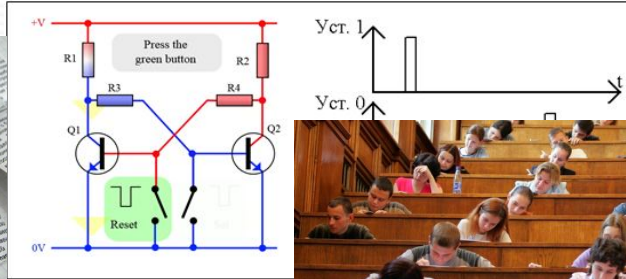 +V
Press the
green button
R1
R2
R3
R4
Q1
Q2
Reset
0V
Уст. 1
t
Уст. 0